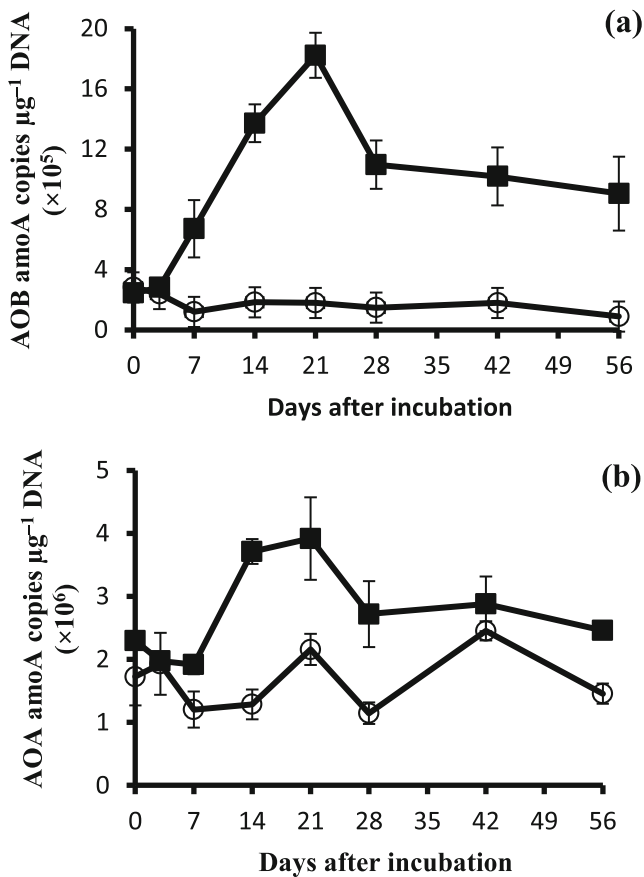 (a)
AOB amoA copies µg⁻¹ DNA
(×10⁵)
20
16
12
8
4
0
0 7 14 21 28 35 42 49 56
Days after incubation
(b)
AOA amoA copies µg⁻¹ DNA
(×10⁶)
5
4
3
2
1
0
0 7 14 21 28 35 42 49 56
Days after incubation